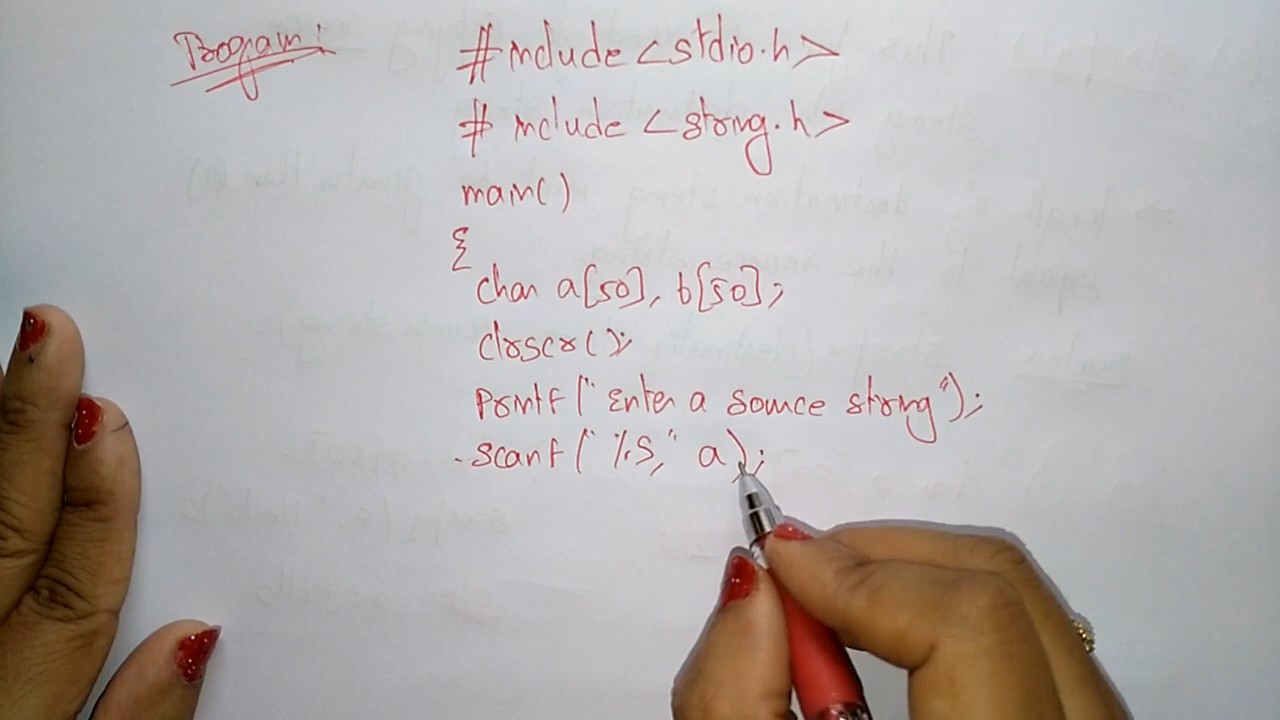 Program:
#include <stdio.h>
# include <string.h>
main()
{
char a[50], b[50];
clrscr();
Printf("Enter a source string");
scanf("%s," a);